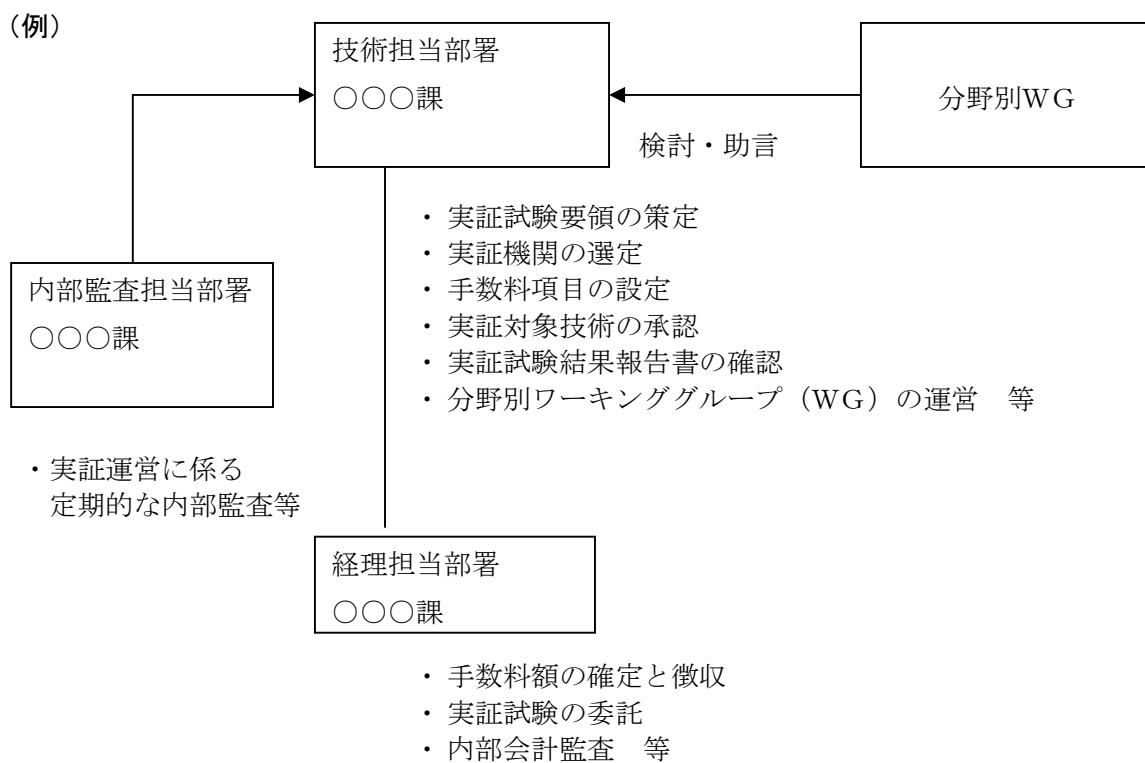 （例）
技術担当部署
○○○課
分野別ＷＧ
検討・助言
・ 実証試験要領の策定
・ 実証機関の選定
・ 手数料項目の設定
・ 実証対象技術の承認
・ 実証試験結果報告書の確認
・ 分野別ワーキンググループ（ＷＧ）の運営　等
内部監査担当部署
○○○課
・実証運営に係る
定期的な内部監査等
経理担当部署
○○○課
・ 手数料額の確定と徴収
・ 実証試験の委託
・ 内部会計監査　等